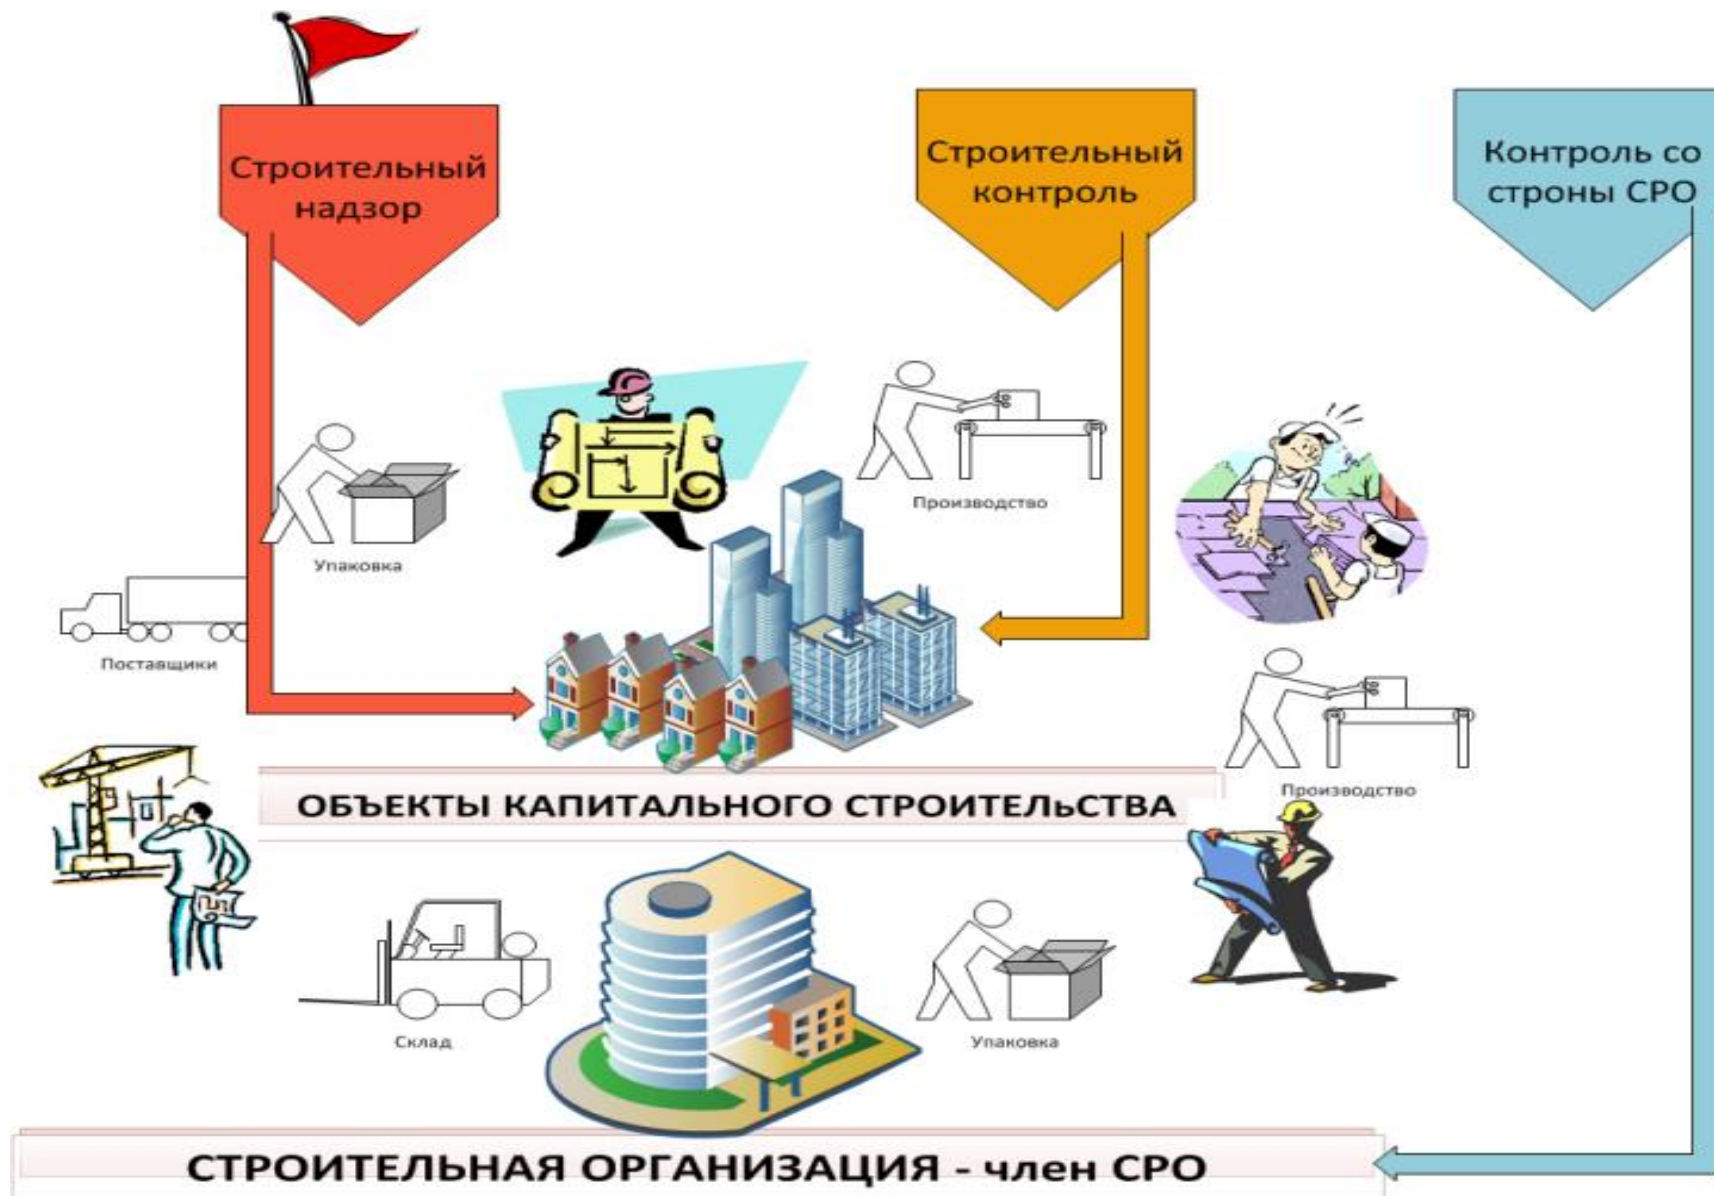 Строительный
надзор
Строительный
контроль
Контроль со
строны СРО
Производство
Упаковка
Поставщики
Производство
ОБЪЕКТЫ КАПИТАЛЬНОГО СТРОИТЕЛЬСТВА
Склад
Упаковка
СТРОИТЕЛЬНАЯ ОРГАНИЗАЦИЯ - член СРО